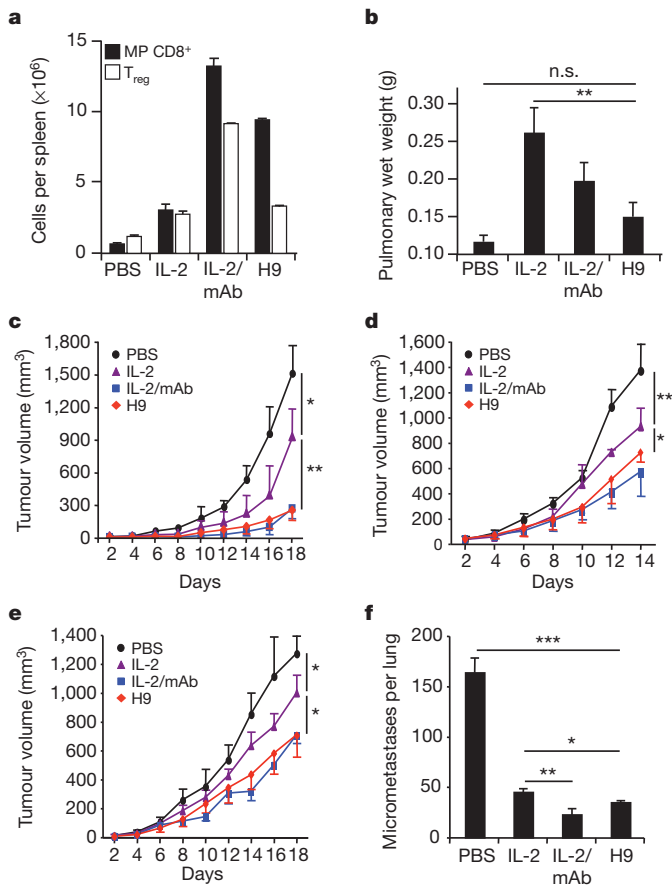 a
MP CD8⁺
T_reg
Cells per spleen (×10⁶)
15
10
5
0
PBS IL-2 IL-2/ H9
mAb
b
n.s.
**
Pulmonary wet weight (g)
0.30
0.25
0.20
0.15
0.10
PBS IL-2 IL-2/ H9
mAb
c
PBS
IL-2
IL-2/mAb
H9
Tumour volume (mm³)
1,800
1,500
1,200
900
600
300
0
*
**
2 4 6 8 10 12 14 16 18
Days
d
PBS
IL-2
IL-2/mAb
H9
Tumour volume (mm³)
1,600
1,400
1,200
1,000
800
600
400
200
0
**
*
2 4 6 8 10 12 14
Days
e
PBS
IL-2
IL-2/mAb
H9
Tumour volume (mm³)
1,400
1,200
1,000
800
600
400
200
0
*
*
2 4 6 8 10 12 14 16 18
Days
f
***
*
**
Micrometastases per lung
200
150
100
50
0
PBS IL-2 IL-2/ H9
mAb